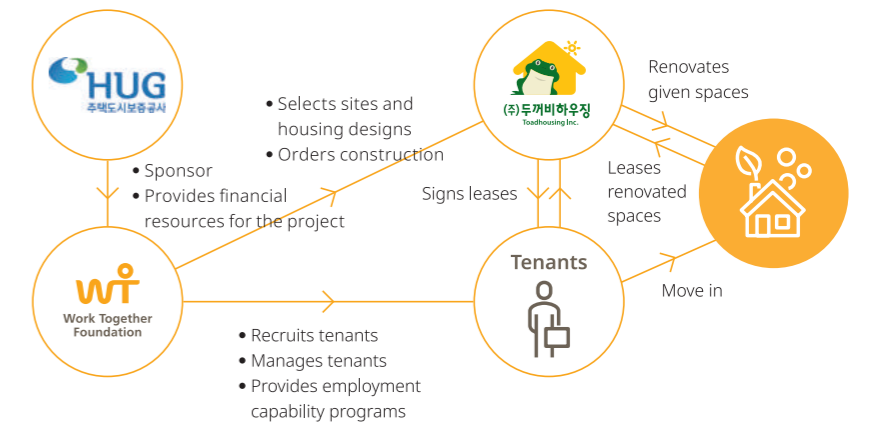 HUG
주택도시보증공사
• Sponsor
• Provides financial
resources for the project
• Selects sites and
housing designs
• Orders construction
(주)두꺼비하우징
Toadhousing Inc.
Renovates
given spaces
Signs leases
Leases
renovated
spaces
Work Together
Foundation
Tenants
Move in
• Recruits tenants
• Manages tenants
• Provides employment
capability programs